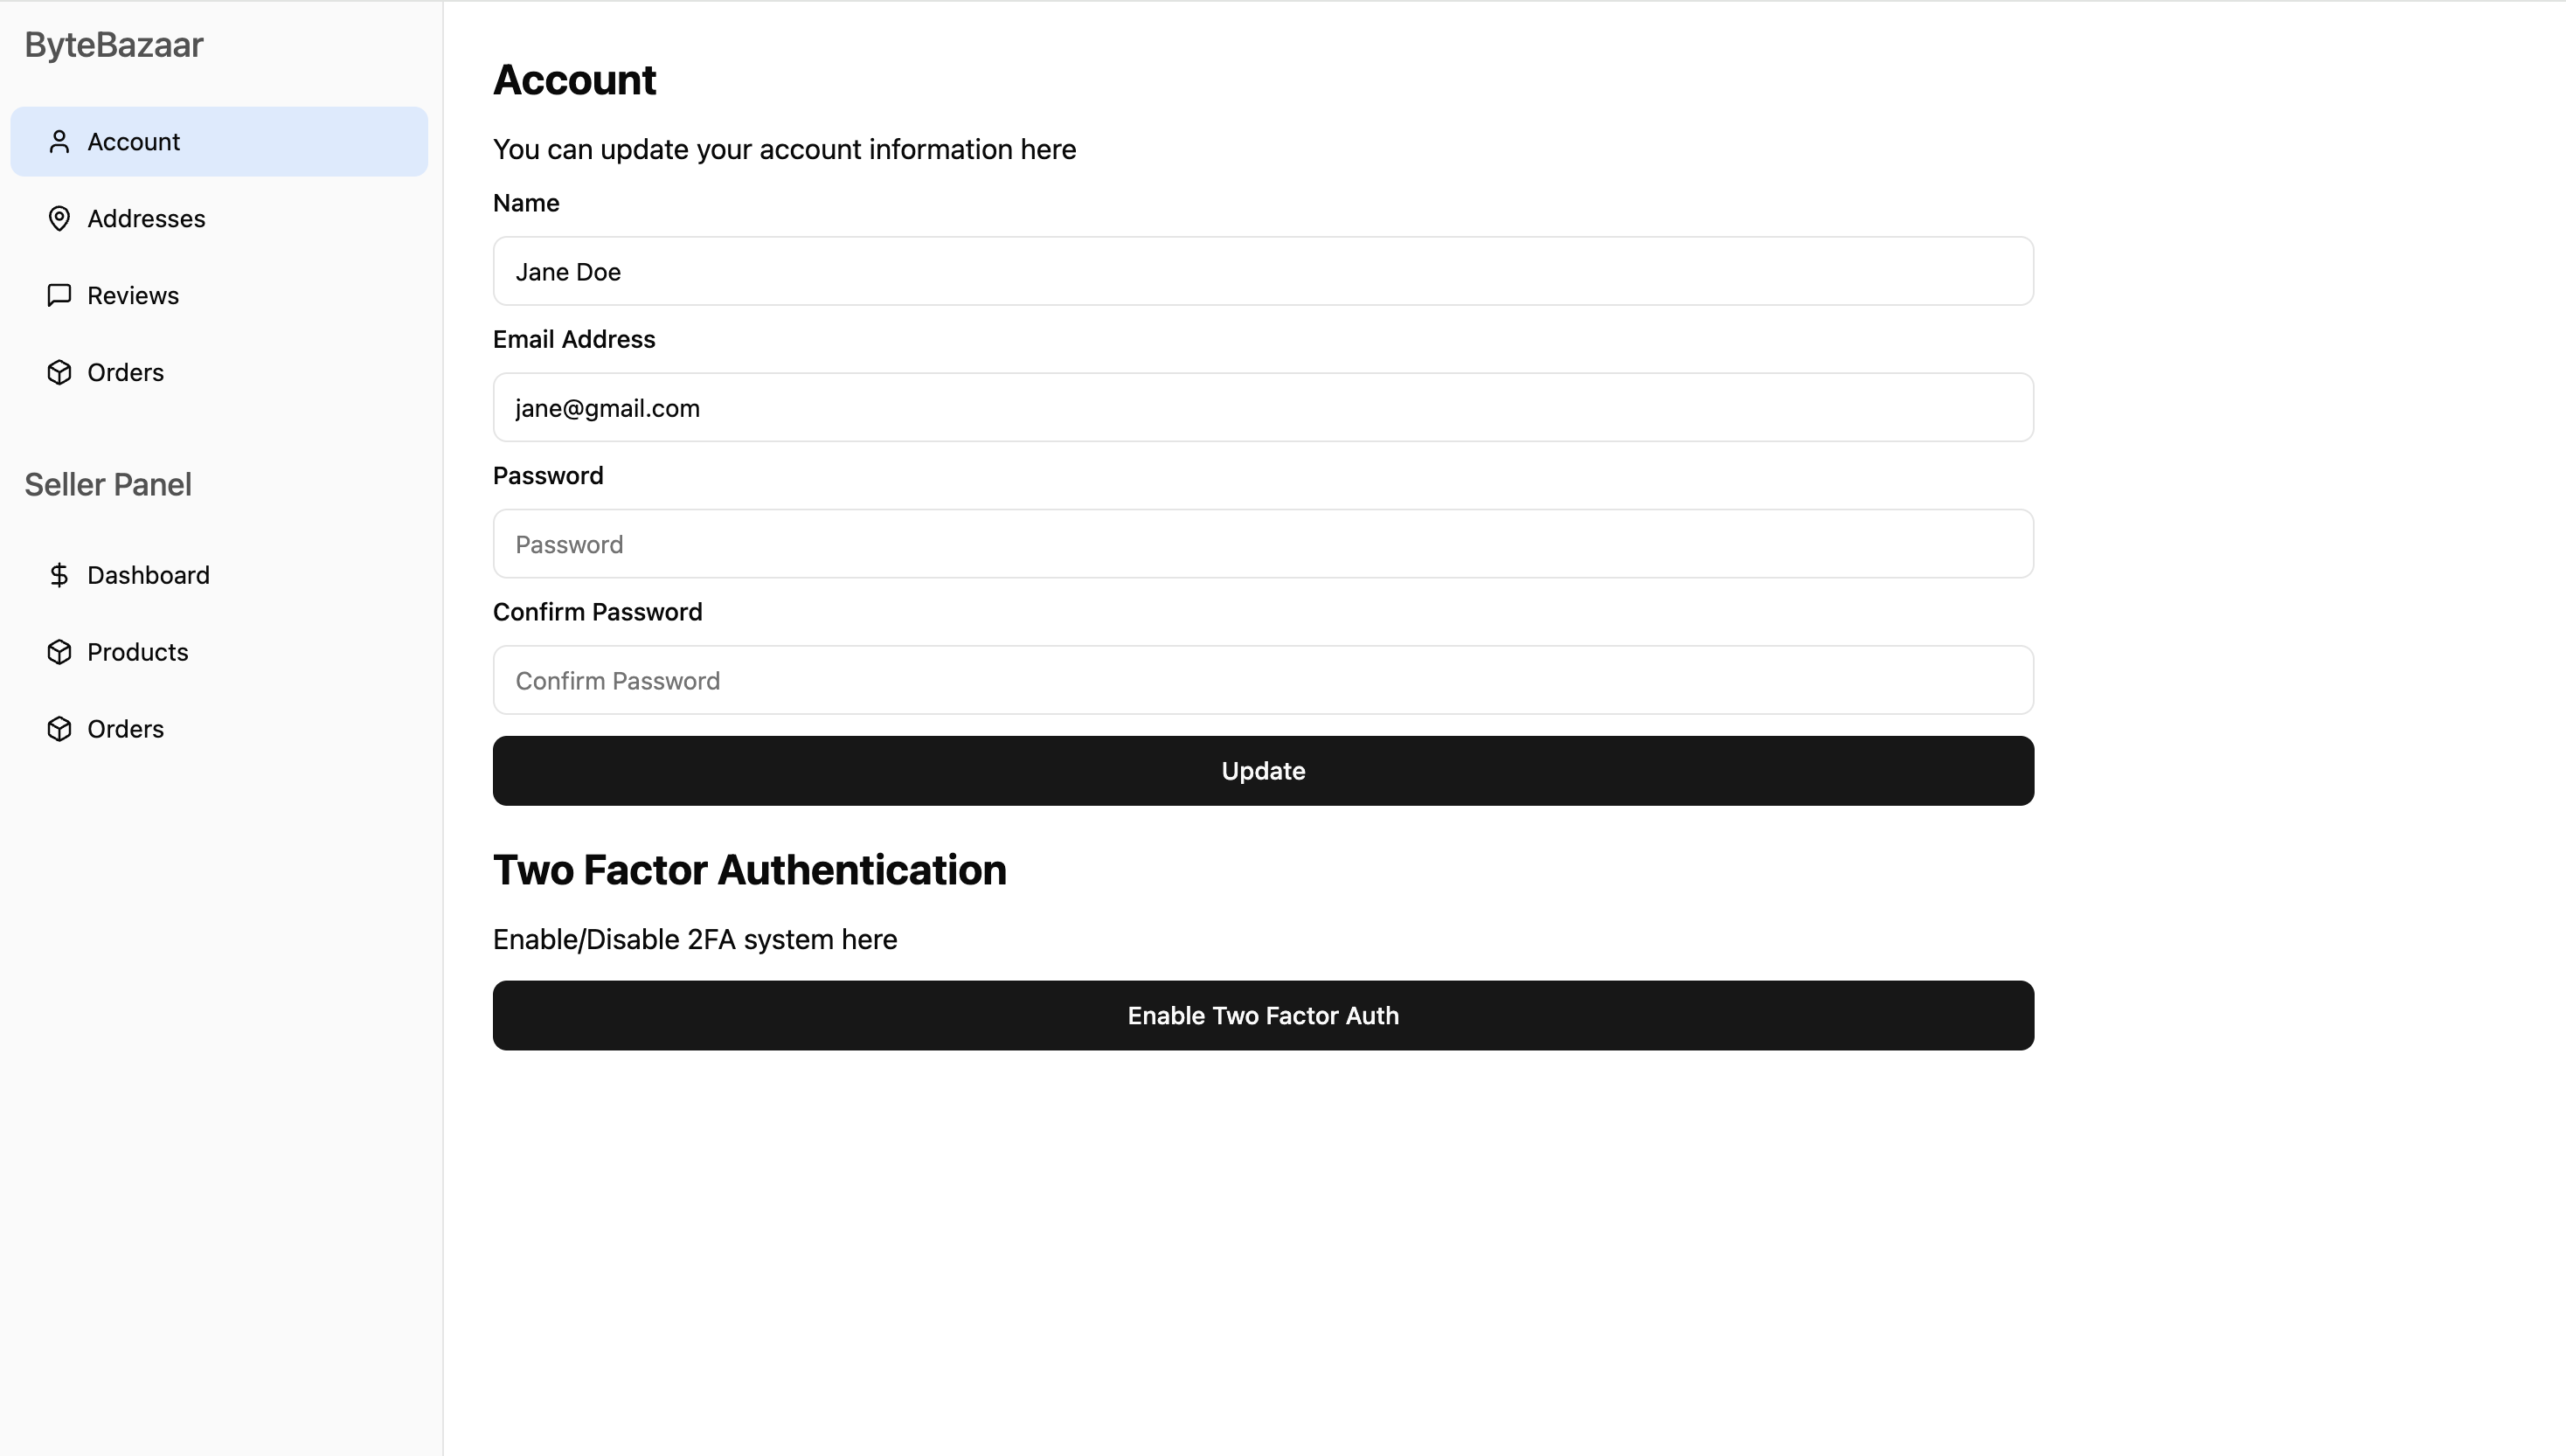 ByteBazaar
Account
Addresses
Reviews
Orders
Seller Panel
Dashboard
Products
Orders
Account
You can update your account information here
Name
Jane Doe
Email Address
jane@gmail.com
Password
Password
Confirm Password
Confirm Password
Update
Two Factor Authentication
Enable/Disable 2FA system here
Enable Two Factor Auth